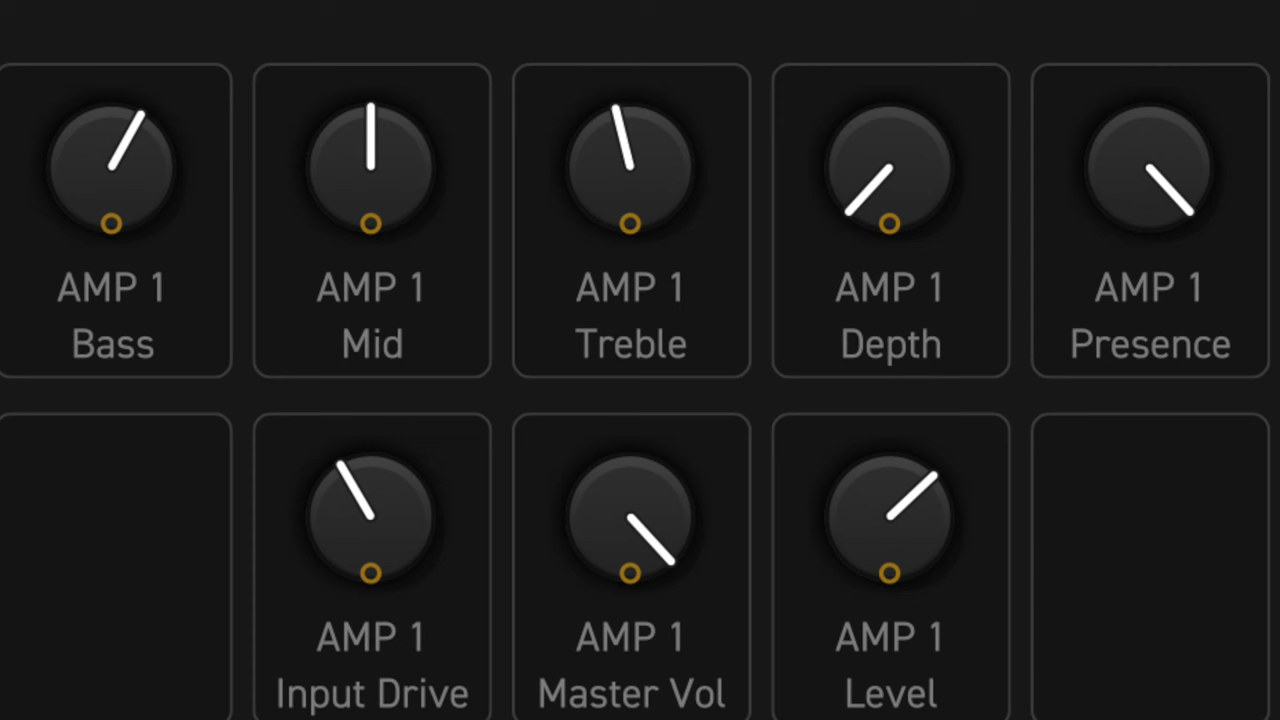 AMP 1
Bass
AMP 1
Mid
AMP 1
Treble
AMP 1
Depth
AMP 1
Presence
AMP 1
Input Drive
AMP 1
Master Vol
AMP 1
Level